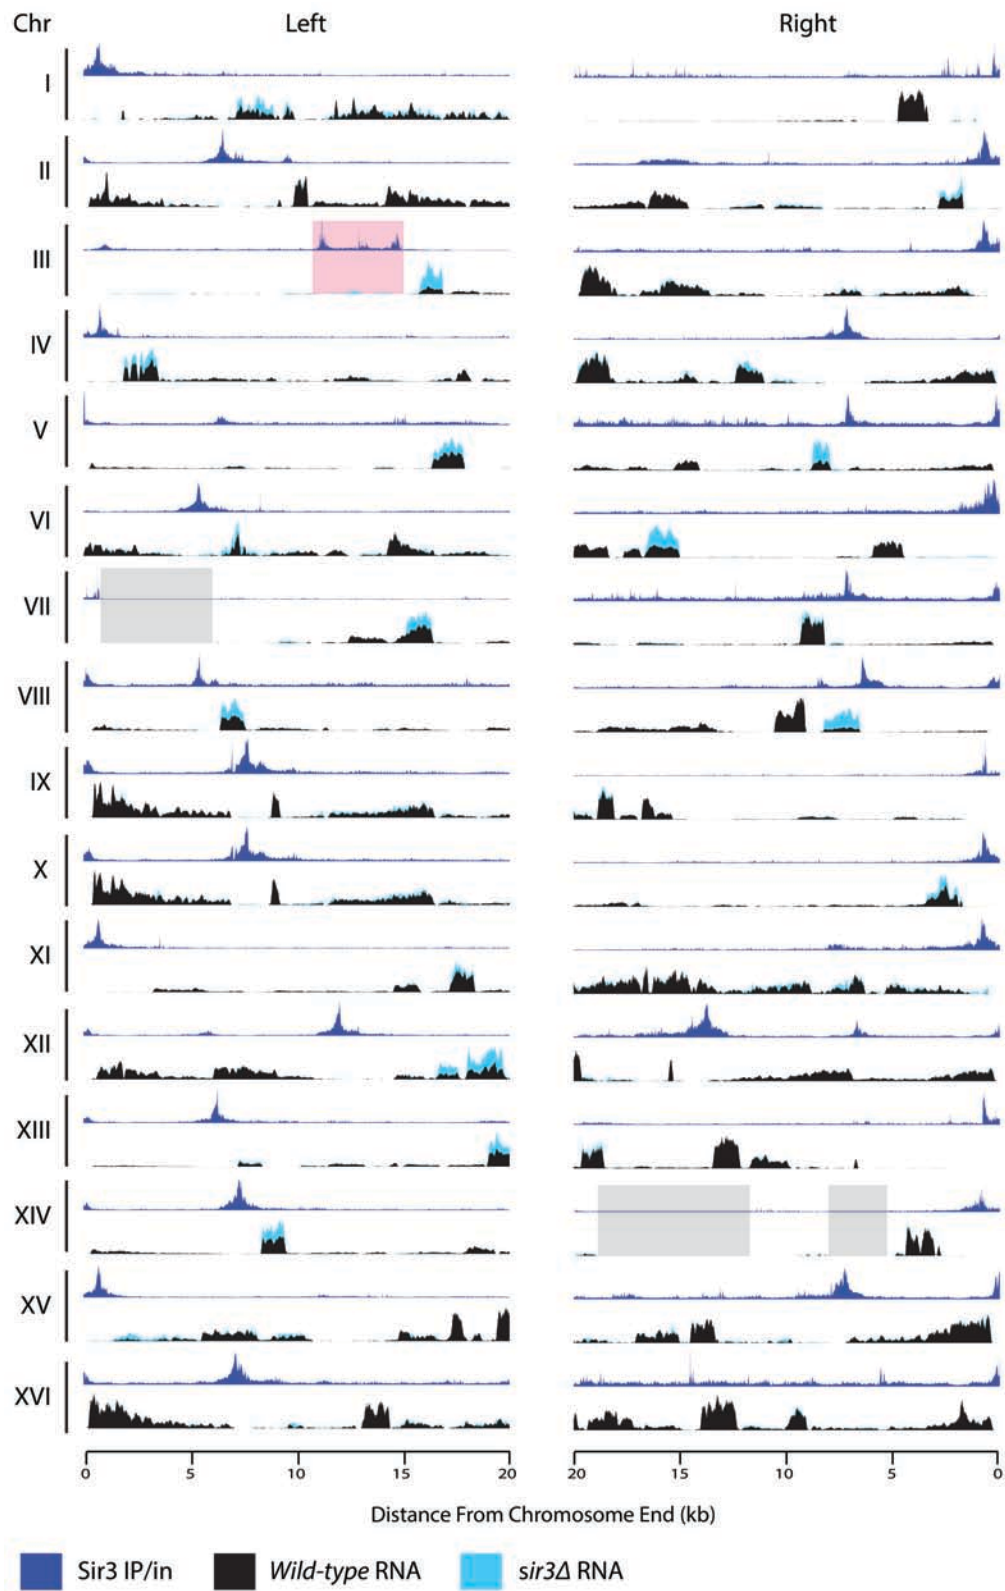 Chr Left Right
I
II
III
IV
V
VI
VII
VIII
IX
X
XI
XII
XIII
XIV
XV
XVI
0 5 10 15 20 20 15 10 5 0
Distance From Chromosome End (kb)
Sir3 IP/in Wild-type RNA sir3Δ RNA